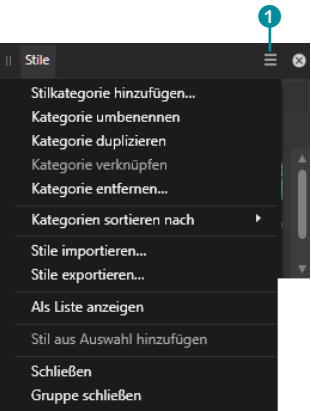 1
Stile
Stilkategorie hinzufügen...
Kategorie umbenennen
Kategorie duplizieren
Kategorie verknüpfen
Kategorie entfernen...
Kategorien sortieren nach
Stile importieren...
Stile exportieren...
Als Liste anzeigen
Stil aus Auswahl hinzufügen
Schließen
Gruppe schließen